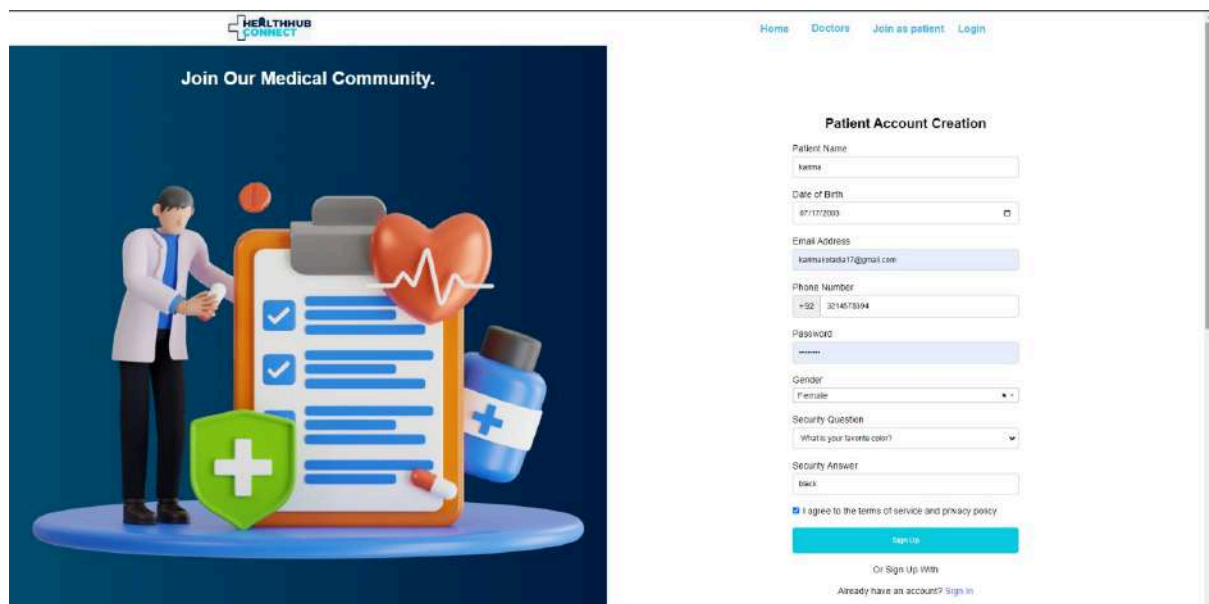 HEALTHHUB
CONNECT
Home Doctors Join as patient Login
Join Our Medical Community.
Patient Account Creation
Patient Name
karima
Date of Birth
07/17/2003
Email Address
Phone Number
+92
Password
Gender
Female
Security Question
What is your favorite color?
Security Answer
black
I agree to the terms of service and privacy policy
Sign Up
Or Sign Up With
Already have an account? Sign In